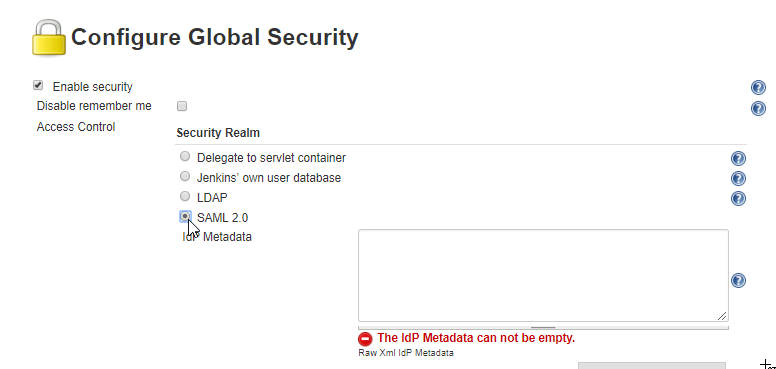 Configure Global Security
Enable security
Disable remember me
Access Control
Security Realm
Delegate to servlet container
Jenkins' own user database
LDAP
SAML 2.0
IdP Metadata
The IdP Metadata can not be empty.
Raw Xml IdP Metadata